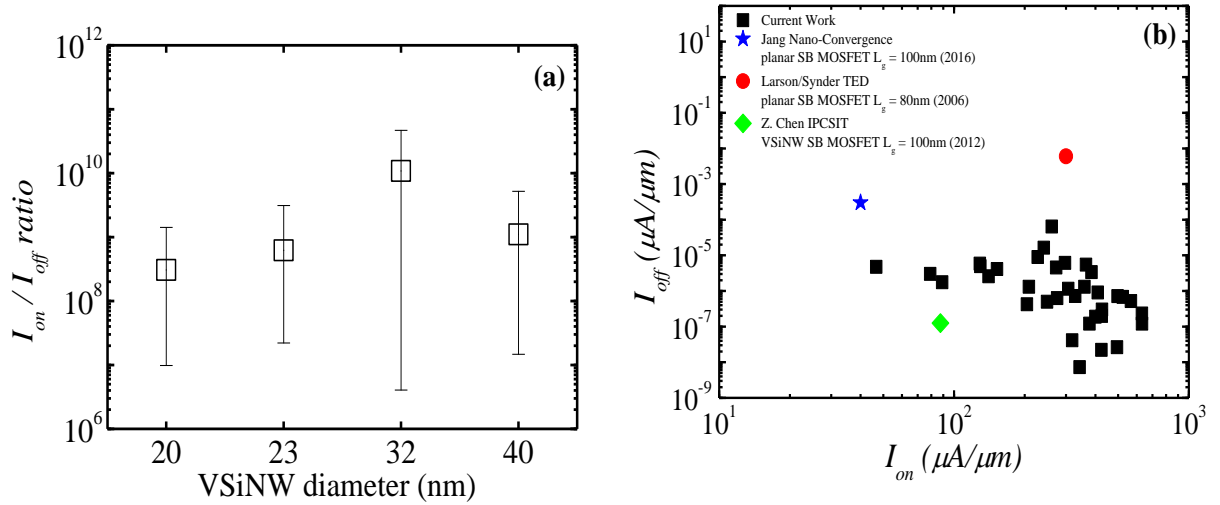 (a)
I_on / I_off ratio
10^12
10^10
10^8
10^6
20 23 32 40
VSiNW diameter (nm)
(b)
Current Work
Jang Nano-Convergence
planar SB MOSFET L_g = 100nm (2016)
Larson/Synder TED
planar SB MOSFET L_g = 80nm (2006)
Z. Chen IPCSIT
VSiNW SB MOSFET L_g = 100nm (2012)
I_off (μA/μm)
10^1
10^-1
10^-3
10^-5
10^-7
10^-9
10^1 10^2 10^3
I_on (μA/μm)